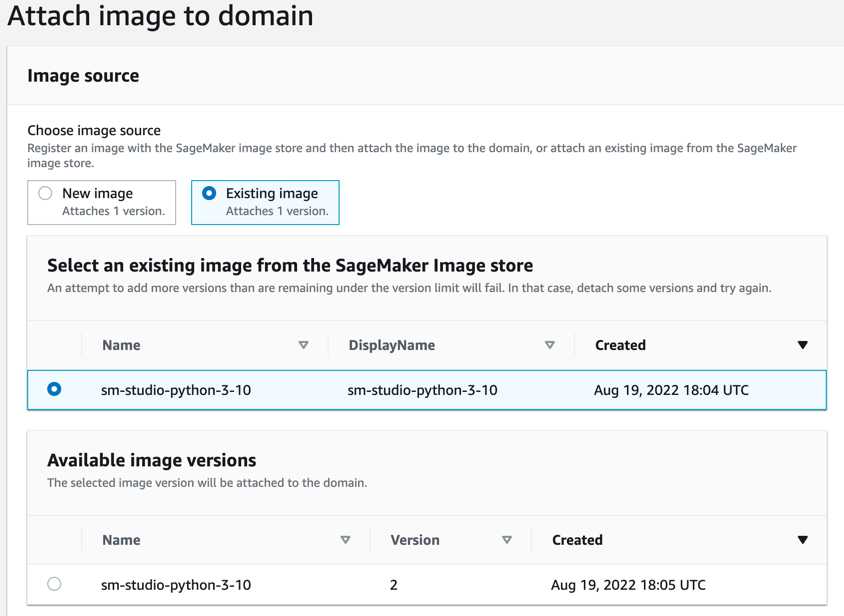 Attach image to domain
Image source
Choose image source
Register an image with the SageMaker image store and then attach the image to the domain, or attach an existing image from the SageMaker
image store.
New image
Attaches 1 version.
Existing image
Attaches 1 version.
Select an existing image from the SageMaker Image store
An attempt to add more versions than are remaining under the version limit will fail. In that case, detach some versions and try again.
Name DisplayName Created
sm-studio-python-3-10 sm-studio-python-3-10 Aug 19, 2022 18:04 UTC
Available image versions
The selected image version will be attached to the domain.
Name Version Created
sm-studio-python-3-10 2 Aug 19, 2022 18:05 UTC